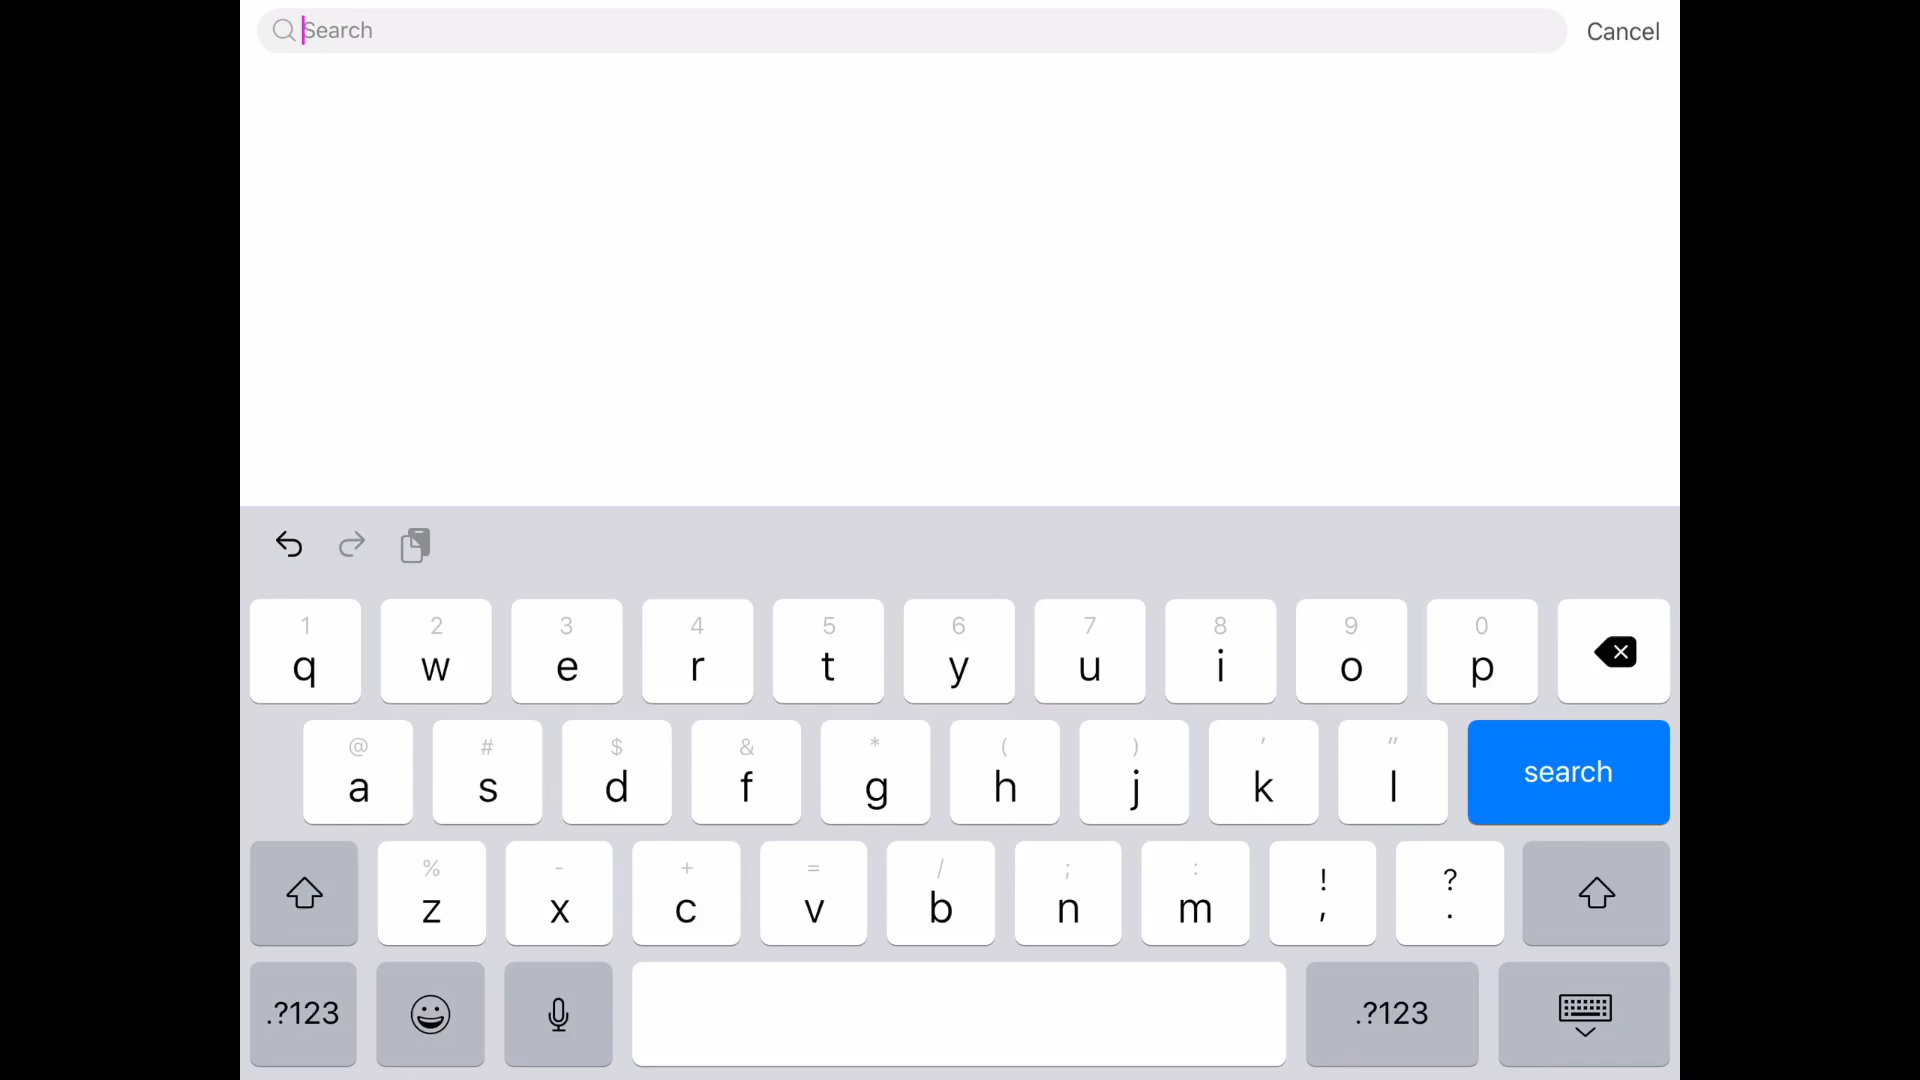 Search Cancel
1 2 3 4 5 6 7 8 9 0
q w e r t y u i o p
@ # $ & * ( ) ' "
a s d f g h j k l search
% - + = / ; : ! ?
z x c v b n m , .
.?123 .?123